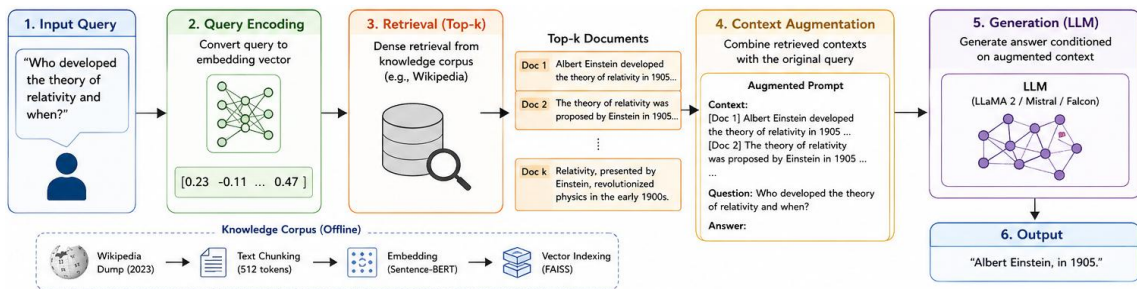 1. Input Query
“Who developed
the theory of
relativity and
when?”
2. Query Encoding
Convert query to
embedding vector
[0.23 -0.11 ... 0.47 ]
3. Retrieval (Top-k)
Dense retrieval from
knowledge corpus
(e.g., Wikipedia)
Top-k Documents
Doc 1 Albert Einstein developed
the theory of relativity in 1905...
Doc 2 The theory of relativity was
proposed by Einstein in 1905...
⋮
Doc k Relativity, presented by
Einstein, revolutionized
physics in the early 1900s.
4. Context Augmentation
Combine retrieved contexts
with the original query
Augmented Prompt
Context:
[Doc 1] Albert Einstein developed
the theory of relativity in 1905 ...
[Doc 2] The theory of relativity
was proposed by Einstein in 1905 ...
...
Question: Who developed the theory
of relativity and when?
Answer:
5. Generation (LLM)
Generate answer conditioned
on augmented context
LLM
(LLaMA 2 / Mistral / Falcon)
6. Output
“Albert Einstein, in 1905.”
Knowledge Corpus (Offline)
Wikipedia
Dump (2023)
Text Chunking
(512 tokens)
Embedding
(Sentence-BERT)
Vector Indexing
(FAISS)